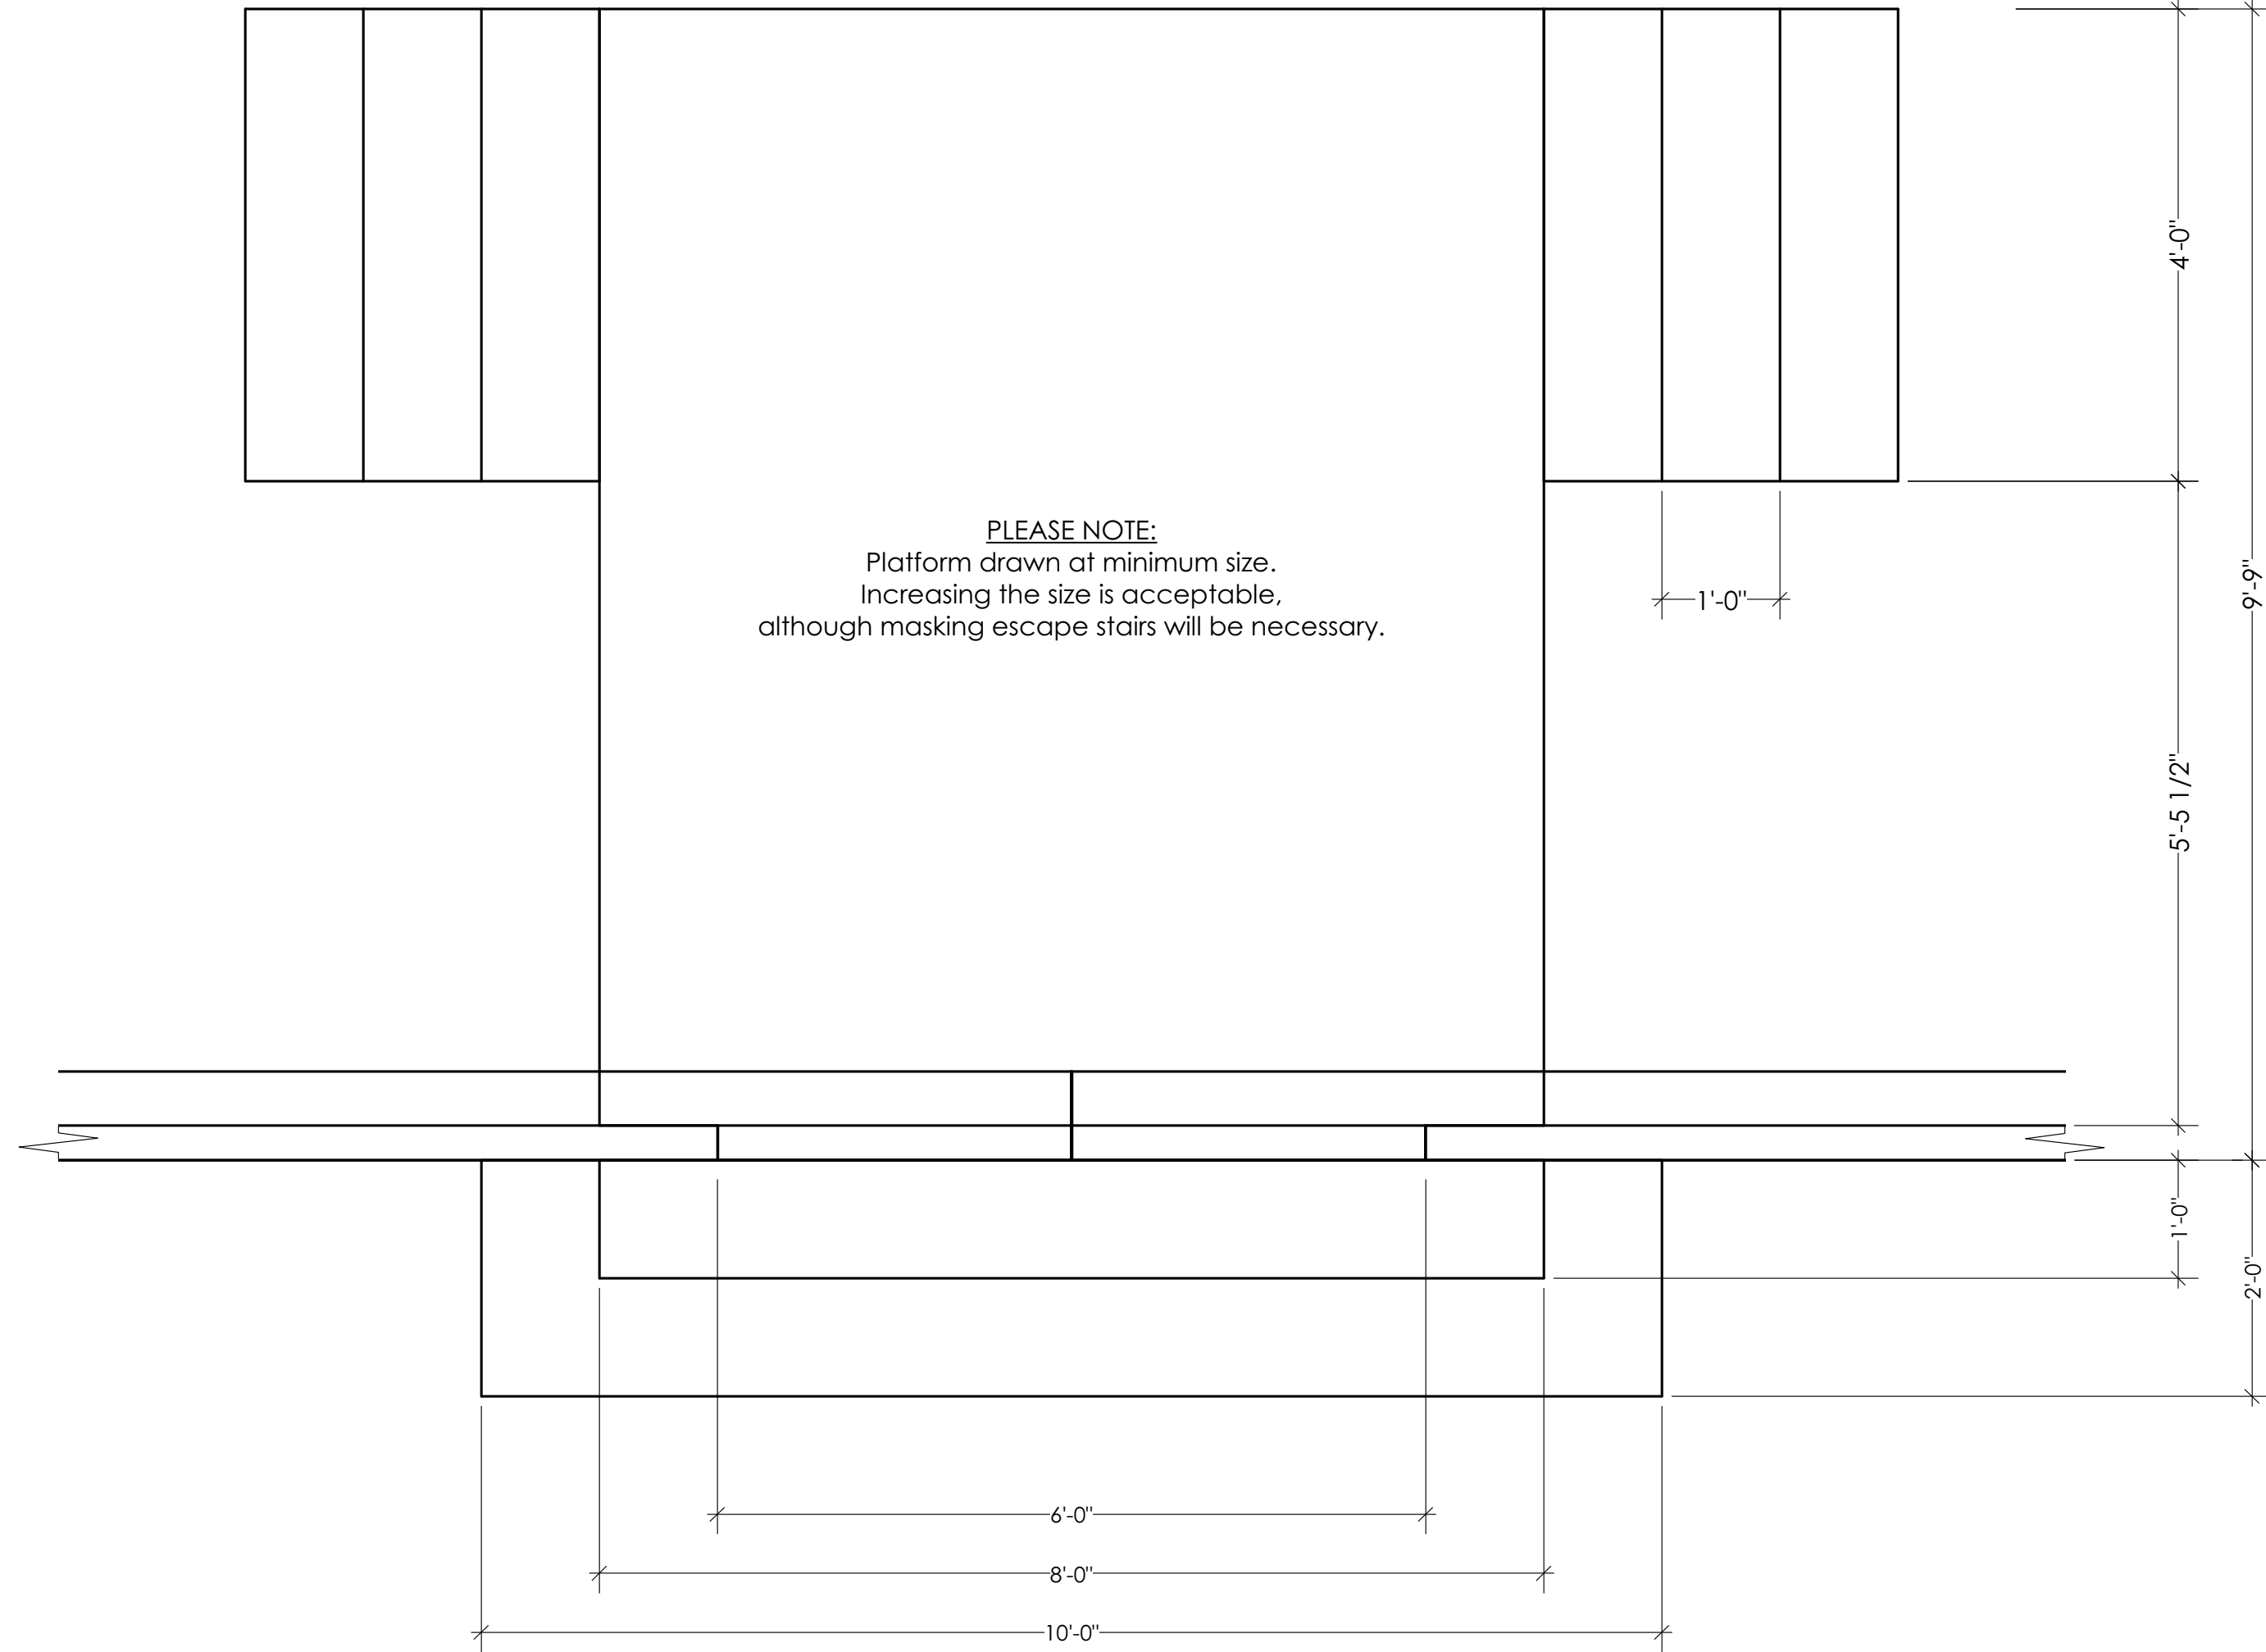 4'-0"
PLEASE NOTE:
Platform drawn at minimum size.
Increasing the size is acceptable,
although masking escape stairs will be necessary.
1'-0"
9'-9"
5'-5 1/2"
1'-0"
2'-0"
6'-0"
8'-0"
10'-0"